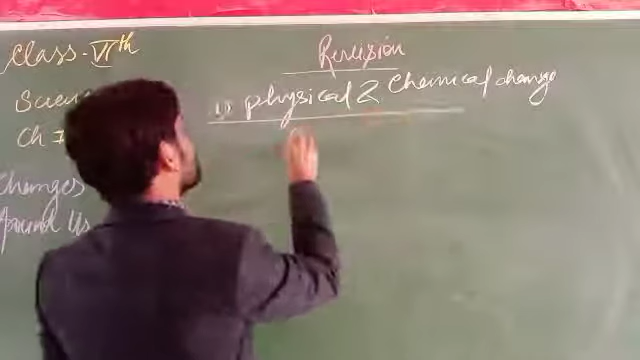 Class-VIth
Scien
Ch
Changes
Around Us
Revision
(1) Physical & Chemical change